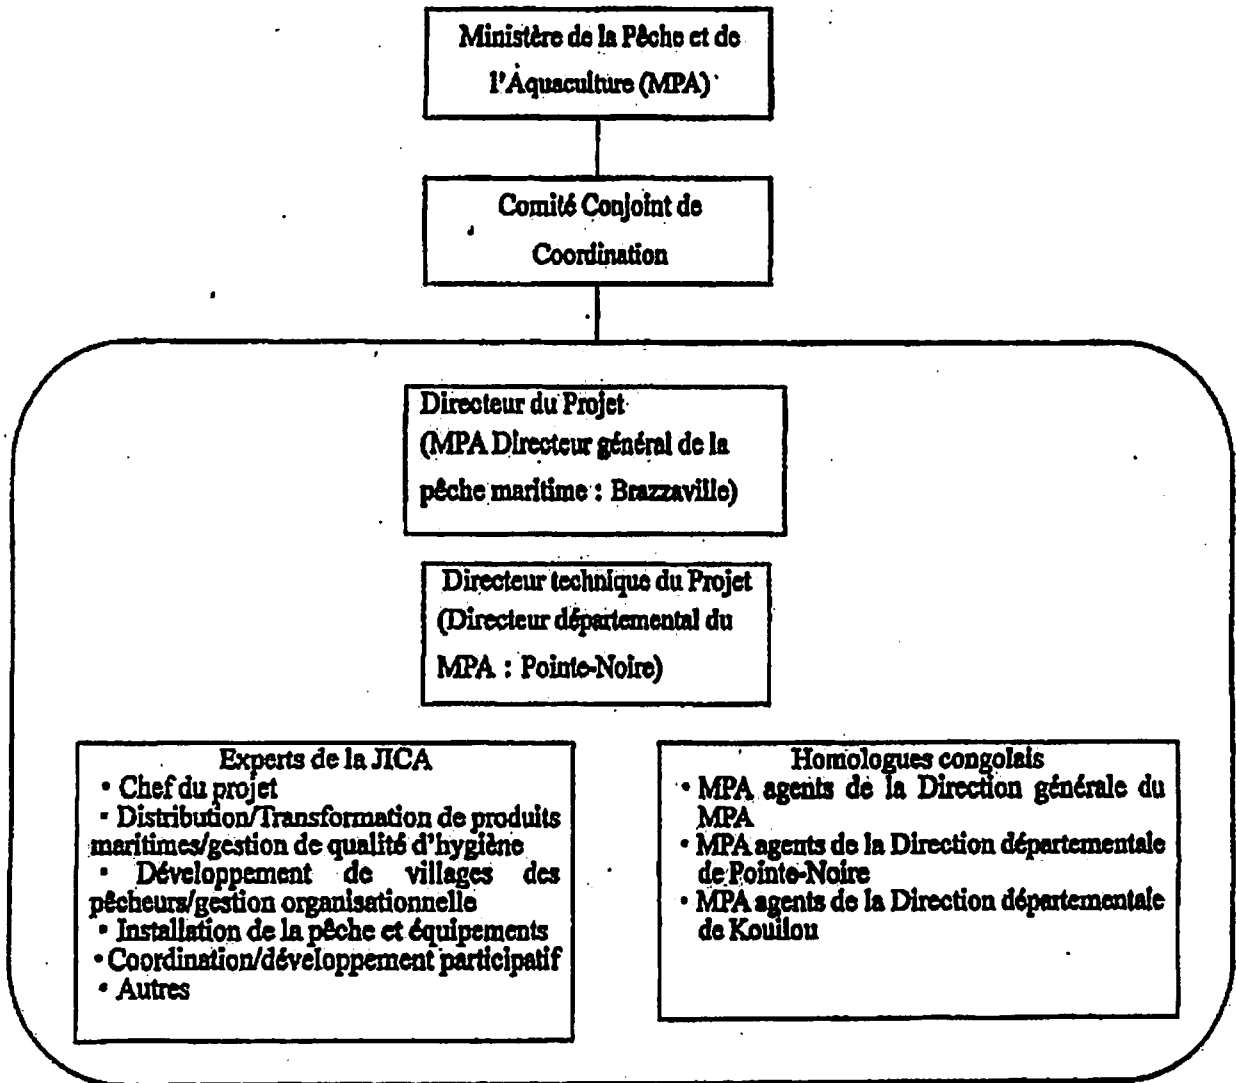 Ministère de la Pêche et de
l'Aquaculture (MPA)
Comité Conjoint de
Coordination
Directeur du Projet
(MPA Directeur général de la
pêche maritime : Brazzaville)
Directeur technique du Projet
(Directeur départemental du
MPA : Pointe-Noire)
Experts de la JICA
• Chef du projet
• Distribution/Transformation de produits
maritimes/gestion de qualité d'hygiène
• Développement de villages des
pêcheurs/gestion organisationnelle
• Installation de la pêche et équipements
• Coordination/développement participatif
• Autres
Homologues congolais
• MPA agents de la Direction générale du
MPA
• MPA agents de la Direction départementale
de Pointe-Noire
• MPA agents de la Direction départementale
de Kouilou